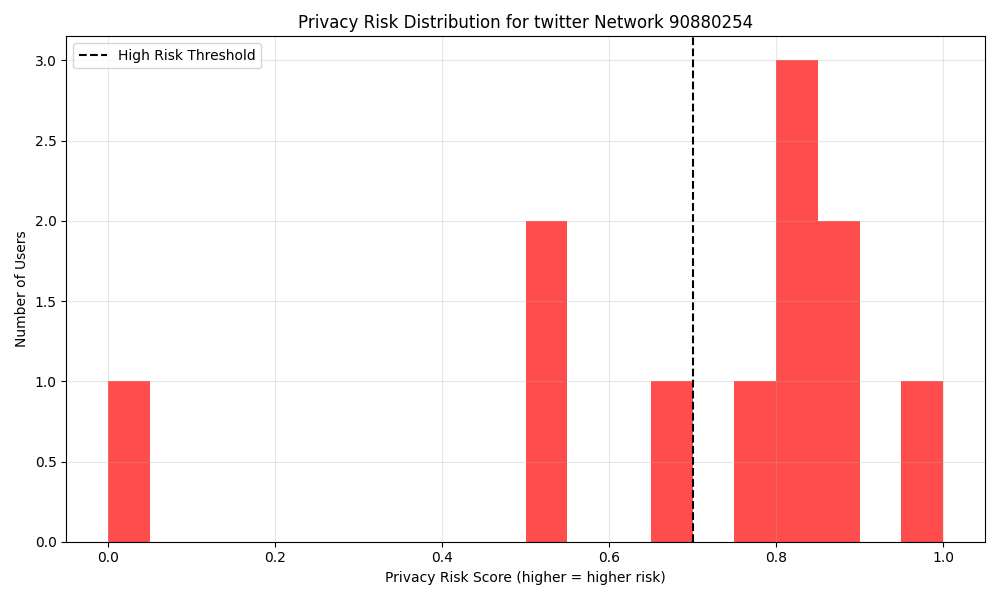 Privacy Risk Distribution for twitter Network 90880254
High Risk Threshold
Number of Users
3.0
2.5
2.0
1.5
1.0
0.5
0.0
0.0 0.2 0.4 0.6 0.8 1.0
Privacy Risk Score (higher = higher risk)